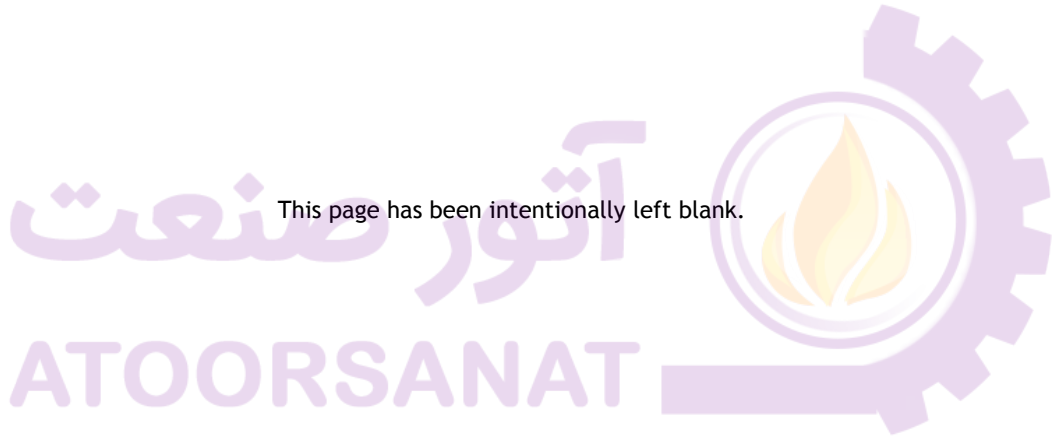 آتور صنعت
This page has been intentionally left blank.
ATOORSANAT